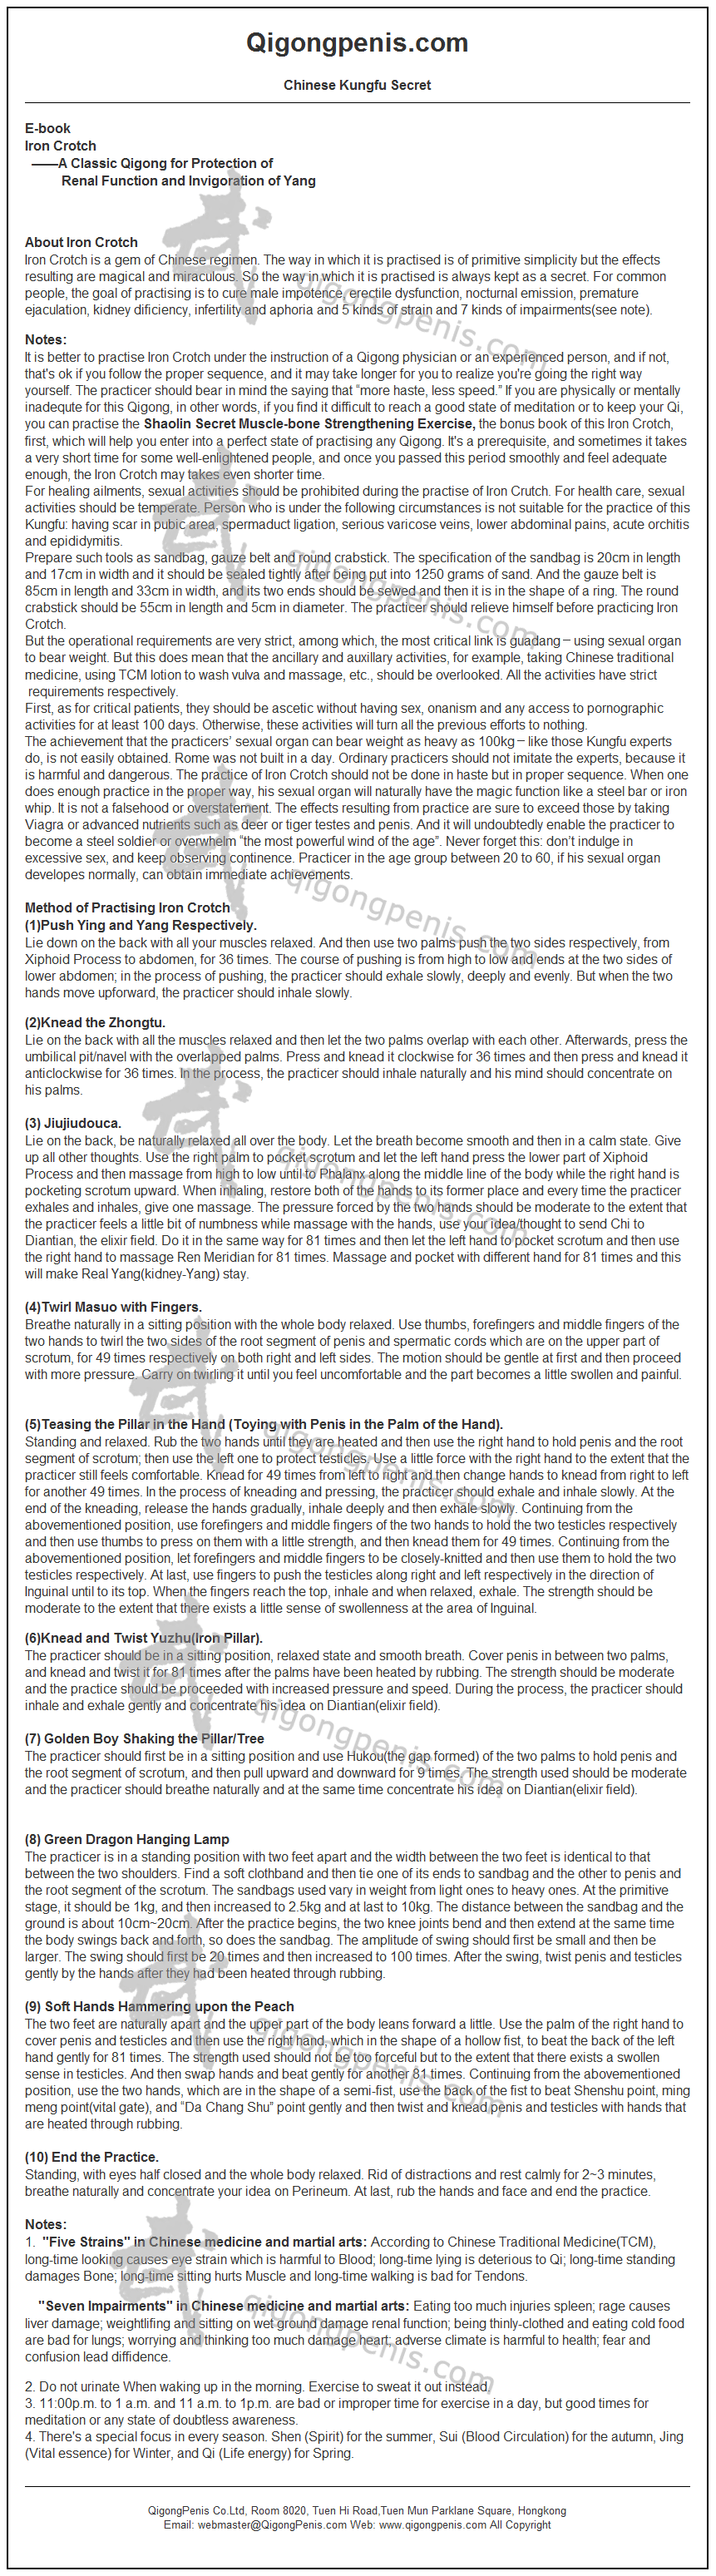 Qigongpenis.com
Chinese Kungfu Secret
E-book
Iron Crotch
——A Classic Qigong for Protection of
Renal Function and Invigoration of Yang
About Iron Crotch
Iron Crotch is a gem of Chinese regimen. The way in which it is practised is of primitive simplicity but the effects
resulting are magical and miraculous. So the way in which it is practised is always kept as a secret. For common
people, the goal of practising is to cure male impotence, erectile dysfunction, nocturnal emission, premature
ejaculation, kidney dificiency, infertility and aphoria and 5 kinds of strain and 7 kinds of impairments(see note).
Notes:
It is better to practise Iron Crotch under the instruction of a Qigong physician or an experienced person, and if not,
that's ok if you follow the proper sequence, and it may take longer for you to realize you're going the right way
yourself. The practicer should bear in mind the saying that "more haste, less speed." If you are physically or mentally
inadequte for this Qigong, in other words, if you find it difficult to reach a good state of meditation or to keep your Qi,
you can practise the Shaolin Secret Muscle-bone Strengthening Exercise, the bonus book of this Iron Crotch,
first, which will help you enter into a perfect state of practising any Qigong. It's a prerequisite, and sometimes it takes
a very short time for some well-enlightened people, and once you passed this period smoothly and feel adequate
enough, the Iron Crotch may takes even shorter time.
For healing ailments, sexual activities should be prohibited during the practise of Iron Crutch. For health care, sexual
activities should be temperate. Person who is under the following circumstances is not suitable for the practice of this
Kungfu: having scar in pubic area, spermaduct ligation, serious varicose veins, lower abdominal pains, acute orchitis
and epididymitis.
Prepare such tools as sandbag, gauze belt and round crabstick. The specification of the sandbag is 20cm in length
and 17cm in width and it should be sealed tightly after being put into 1250 grams of sand. And the gauze belt is
85cm in length and 33cm in width, and its two ends should be sewed and then it is in the shape of a ring. The round
crabstick should be 55cm in length and 5cm in diameter. The practicer should relieve himself before practicing Iron
Crotch.
But the operational requirements are very strict, among which, the most critical link is guadang－using sexual organ
to bear weight. But this does mean that the ancillary and auxillary activities, for example, taking Chinese traditional
medicine, using TCM lotion to wash vulva and massage, etc., should be overlooked. All the activities have strict
requirements respectively.
First, as for critical patients, they should be ascetic without having sex, onanism and any access to pornographic
activities for at least 100 days. Otherwise, these activities will turn all the previous efforts to nothing.
The achievement that the practicers' sexual organ can bear weight as heavy as 100kg－like those Kungfu experts
do, is not easily obtained. Rome was not built in a day. Ordinary practicers should not imitate the experts, because it
is harmful and dangerous. The practice of Iron Crotch should not be done in haste but in proper sequence. When one
does enough practice in the proper way, his sexual organ will naturally have the magic function like a steel bar or iron
whip. It is not a falsehood or overstatement. The effects resulting from practice are sure to exceed those by taking
Viagra or advanced nutrients such as deer or tiger testes and penis. And it will undoubtedly enable the practicer to
become a steel soldier or overwhelm "the most powerful wind of the age". Never forget this: don't indulge in
excessive sex, and keep observing continence. Practicer in the age group between 20 to 60, if his sexual organ
developes normally, can obtain immediate achievements.
Method of Practising Iron Crotch
(1)Push Ying and Yang Respectively.
Lie down on the back with all your muscles relaxed. And then use two palms push the two sides respectively, from
Xiphoid Process to abdomen, for 36 times. The course of pushing is from high to low and ends at the two sides of
lower abdomen; in the process of pushing, the practicer should exhale slowly, deeply and evenly. But when the two
hands move upforward, the practicer should inhale slowly.
(2)Knead the Zhongtu.
Lie on the back with all the muscles relaxed and then let the two palms overlap with each other. Afterwards, press the
umbilical pit/navel with the overlapped palms. Press and knead it clockwise for 36 times and then press and knead it
anticlockwise for 36 times. In the process, the practicer should inhale naturally and his mind should concentrate on
his palms.
(3) Jiujiudouca.
Lie on the back, be naturally relaxed all over the body. Let the breath become smooth and then in a calm state. Give
up all other thoughts. Use the right palm to pocket scrotum and let the left hand press the lower part of Xiphoid
Process and then massage from high to low until to Phalanx along the middle line of the body while the right hand is
pocketing scrotum upward. When inhaling, restore both of the hands to its former place and every time the practicer
exhales and inhales, give one massage. The pressure forced by the two hands should be moderate to the extent that
the practicer feels a little bit of numbness while massage with the hands, use your idea/thought to send Chi to
Diantian, the elixir field. Do it in the same way for 81 times and then let the left hand to pocket scrotum and then use
the right hand to massage Ren Meridian for 81 times. Massage and pocket with different hand for 81 times and this
will make Real Yang(kidney-Yang) stay.
(4)Twirl Masuo with Fingers.
Breathe naturally in a sitting position with the whole body relaxed. Use thumbs, forefingers and middle fingers of the
two hands to twirl the two sides of the root segment of penis and spermatic cords which are on the upper part of
scrotum, for 49 times respectively on both right and left sides. The motion should be gentle at first and then proceed
with more pressure. Carry on twirling it until you feel uncomfortable and the part becomes a little swollen and painful.
(5)Teasing the Pillar in the Hand (Toying with Penis in the Palm of the Hand).
Standing and relaxed. Rub the two hands until they are heated and then use the right hand to hold penis and the root
segment of scrotum; then use the left one to protect testicles. Use a little force with the right hand to the extent that the
practicer still feels comfortable. Knead for 49 times from left to right and then change hands to knead from right to left
for another 49 times. In the process of kneading and pressing, the practicer should exhale and inhale slowly. At the
end of the kneading, release the hands gradually, inhale deeply and then exhale slowly. Continuing from the
abovementioned position, use forefingers and middle fingers of the two hands to hold the two testicles respectively
and then use thumbs to press on them with a little strength, and then knead them for 49 times. Continuing from the
abovementioned position, let forefingers and middle fingers to be closely-knitted and then use them to hold the two
testicles respectively. At last, use fingers to push the testicles along right and left respectively in the direction of
Inguinal until to its top. When the fingers reach the top, inhale and when relaxed, exhale. The strength should be
moderate to the extent that there exists a little sense of swollenness at the area of Inguinal.
(6)Knead and Twist Yuzhu(Iron Pillar).
The practicer should be in a sitting position, relaxed state and smooth breath. Cover penis in between two palms,
and knead and twist it for 81 times after the palms have been heated by rubbing. The strength should be moderate
and the practice should be proceeded with increased pressure and speed. During the process, the practicer should
inhale and exhale gently and concentrate his idea on Diantian(elixir field).
(7) Golden Boy Shaking the Pillar/Tree
The practicer should first be in a sitting position and use Hukou(the gap formed) of the two palms to hold penis and
the root segment of scrotum, and then pull upward and downward for 9 times. The strength used should be moderate
and the practicer should breathe naturally and at the same time concentrate his idea on Diantian(elixir field).
(8) Green Dragon Hanging Lamp
The practicer is in a standing position with two feet apart and the width between the two feet is identical to that
between the two shoulders. Find a soft clothband and then tie one of its ends to sandbag and the other to penis and
the root segment of the scrotum. The sandbags used vary in weight from light ones to heavy ones. At the primitive
stage, it should be 1kg, and then increased to 2.5kg and at last to 10kg. The distance between the sandbag and the
ground is about 10cm~20cm. After the practice begins, the two knee joints bend and then extend at the same time
the body swings back and forth, so does the sandbag. The amplitude of swing should first be small and then be
larger. The swing should first be 20 times and then increased to 100 times. After the swing, twist penis and testicles
gently by the hands after they had been heated through rubbing.
(9) Soft Hands Hammering upon the Peach
The two feet are naturally apart and the upper part of the body leans forward a little. Use the palm of the right hand to
cover penis and testicles and then use the right hand, which in the shape of a hollow fist, to beat the back of the left
hand gently for 81 times. The strength used should not be too forceful but to the extent that there exists a swollen
sense in testicles. And then swap hands and beat gently for another 81 times. Continuing from the abovementioned
position, use the two hands, which are in the shape of a semi-fist, use the back of the fist to beat Shenshu point, ming
meng point(vital gate), and "Da Chang Shu" point gently and then twist and knead penis and testicles with hands that
are heated through rubbing.
(10) End the Practice.
Standing, with eyes half closed and the whole body relaxed. Rid of distractions and rest calmly for 2~3 minutes,
breathe naturally and concentrate your idea on Perineum. At last, rub the hands and face and end the practice.
Notes:
1. "Five Strains" in Chinese medicine and martial arts: According to Chinese Traditional Medicine(TCM),
long-time looking causes eye strain which is harmful to Blood; long-time lying is deterious to Qi; long-time standing
damages Bone; long-time sitting hurts Muscle and long-time walking is bad for Tendons.
"Seven Impairments" in Chinese medicine and martial arts: Eating too much injuries spleen; rage causes
liver damage; weightlifing and sitting on wet ground damage renal function; being thinly-clothed and eating cold food
are bad for lungs; worrying and thinking too much damage heart; adverse climate is harmful to health; fear and
confusion lead diffidence.
2. Do not urinate When waking up in the morning. Exercise to sweat it out instead.
3. 11:00p.m. to 1 a.m. and 11 a.m. to 1p.m. are bad or improper time for exercise in a day, but good times for
meditation or any state of doubtless awareness.
4. There's a special focus in every season. Shen (Spirit) for the summer, Sui (Blood Circulation) for the autumn, Jing
(Vital essence) for Winter, and Qi (Life energy) for Spring.
QigongPenis Co.Ltd, Room 8020, Tuen Hi Road,Tuen Mun Parklane Square, Hongkong
Email: webmaster@QigongPenis.com Web: www.qigongpenis.com All Copyright
武 qigongpenis.com
武 qigongpenis.com
武 qigongpenis.com
武 qigongpenis.com
武 qigongpenis.com
武 qigongpenis.com
武 qigongpenis.com
武 qigongpenis.com